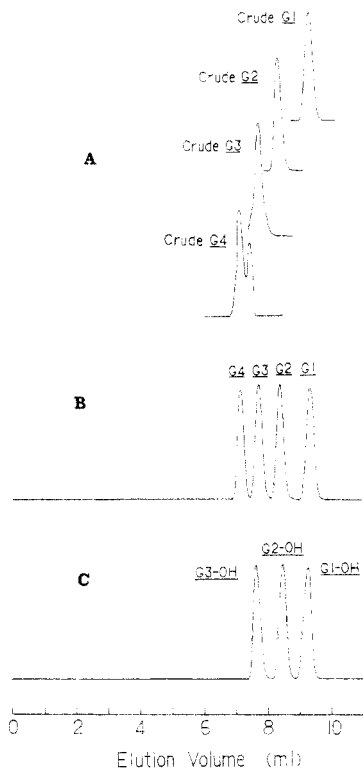 Crude G1
Crude G2
Crude G3
A
Crude G4
G4 G3 G2 G1
B
G2-OH
G3-OH G1-OH
C
0 2 4 6 8 10
Elution Volume (ml)